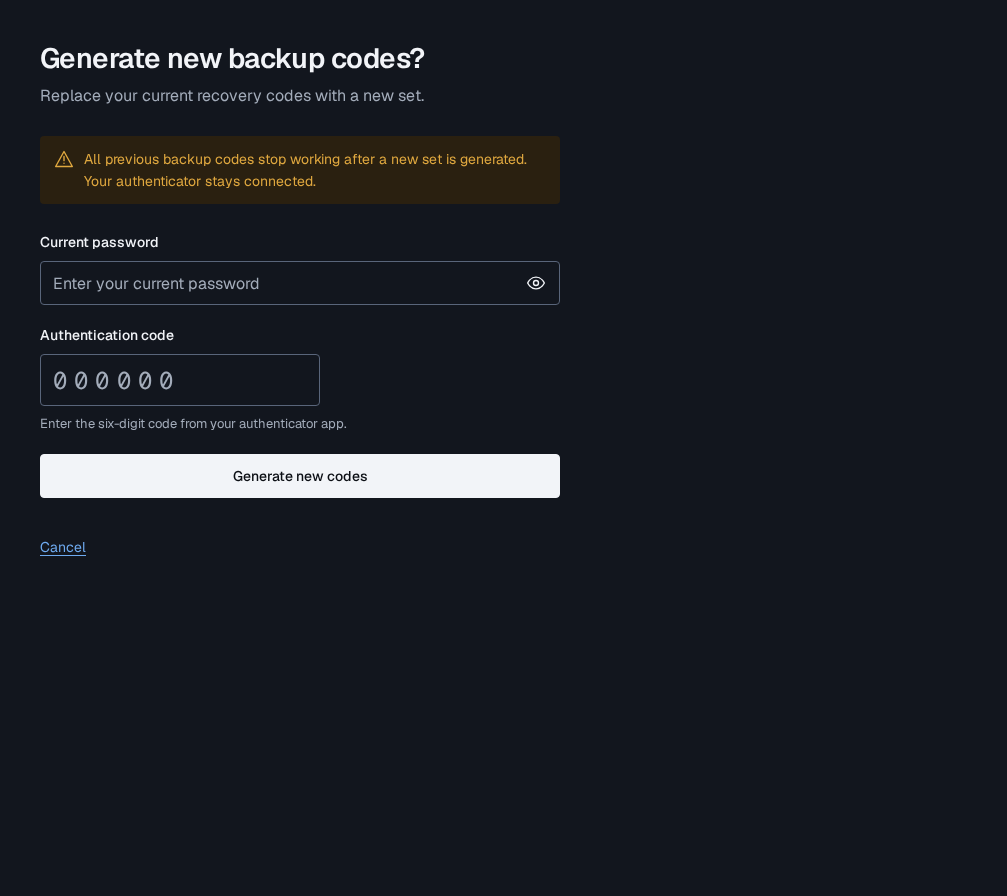 Generate new backup codes?
Replace your current recovery codes with a new set.
All previous backup codes stop working after a new set is generated.
Your authenticator stays connected.
Current password
Enter your current password
Authentication code
000000
Enter the six-digit code from your authenticator app.
Generate new codes
Cancel